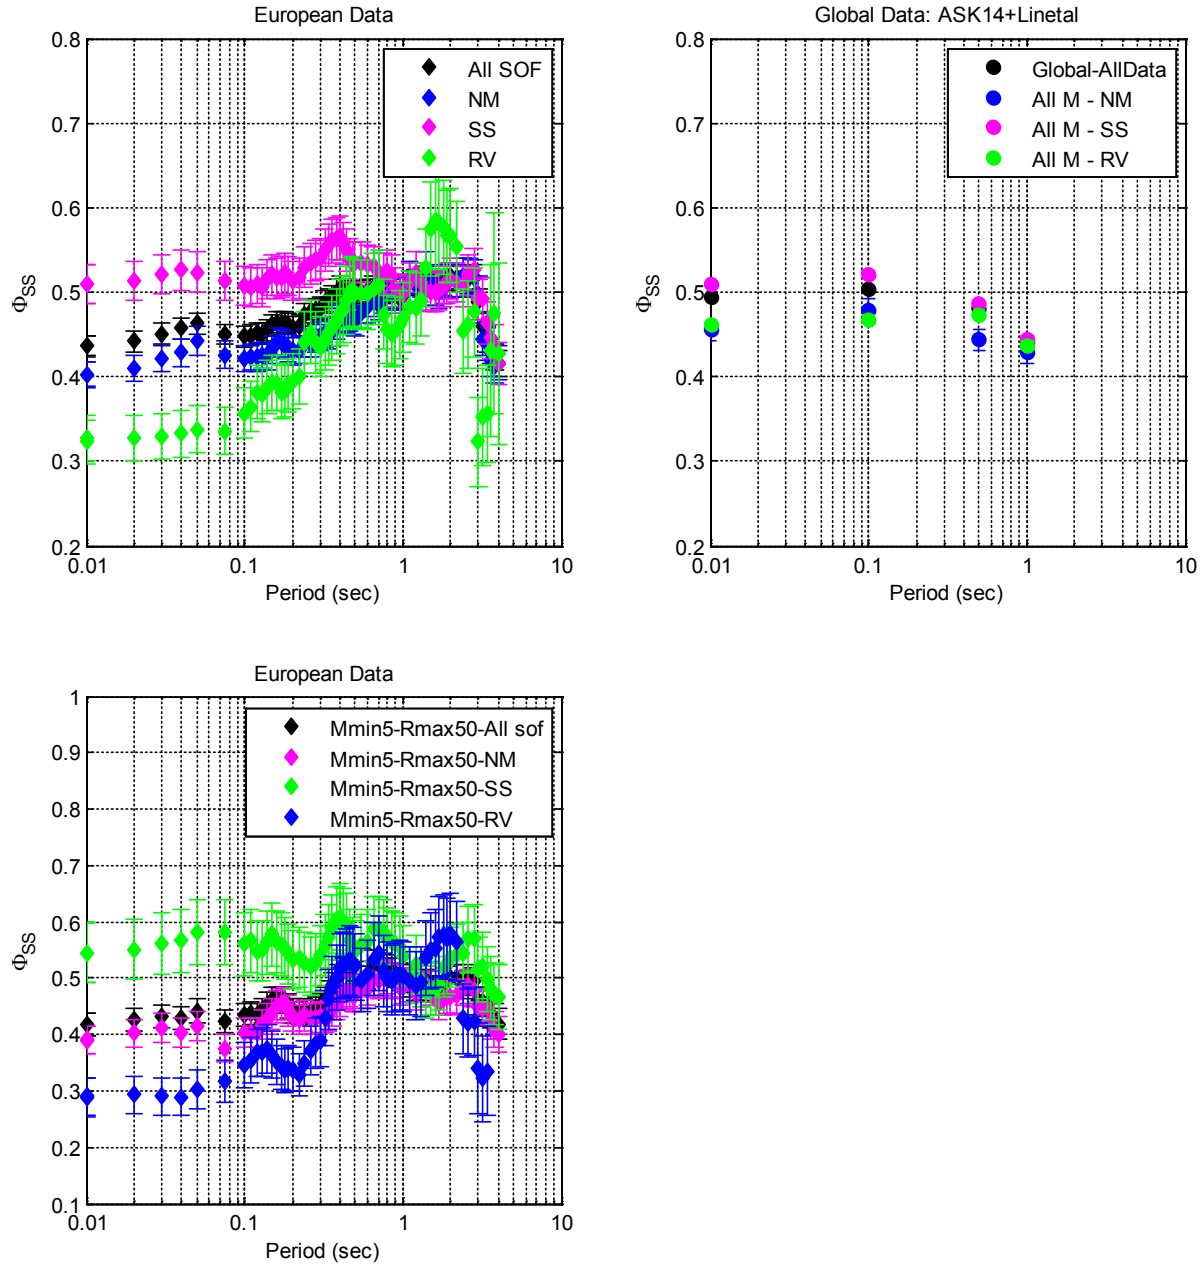 European Data
0.8
0.7
0.6
0.5
0.4
0.3
0.2
ΦSS
All SOF
NM
SS
RV
0.01
0.1
1
10
Period (sec)
Global Data: ASK14+Linetal
0.8
0.7
0.6
0.5
0.4
0.3
0.2
ΦSS
Global-AllData
All M - NM
All M - SS
All M - RV
0.01
0.1
1
10
Period (sec)
European Data
1
0.9
0.8
0.7
0.6
0.5
0.4
0.3
0.2
0.1
ΦSS
Mmin5-Rmax50-All sof
Mmin5-Rmax50-NM
Mmin5-Rmax50-SS
Mmin5-Rmax50-RV
0.01
0.1
1
10
Period (sec)